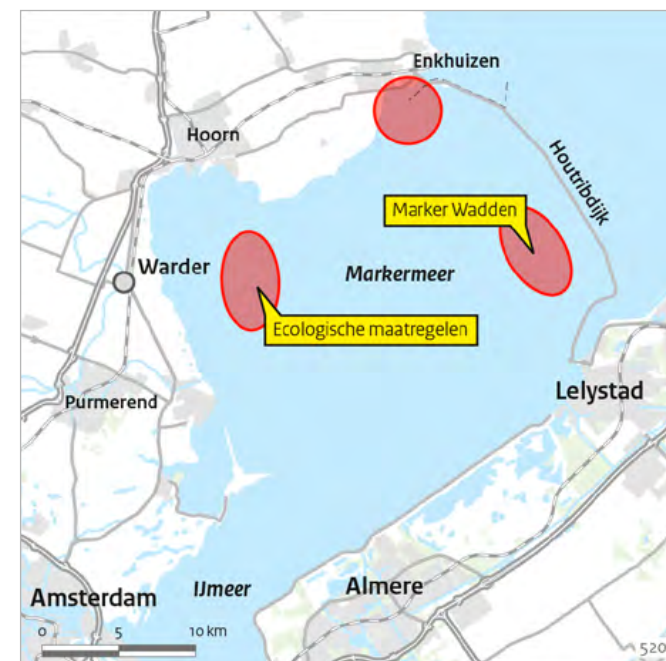 Enkhuizen
Hoorn
Houtribdijk
Marker Wadden
Warder
Markermeer
Ecologische maatregelen
Lelystad
Purmerend
IJmeer
Almere
Amsterdam
0 5 10 km
520